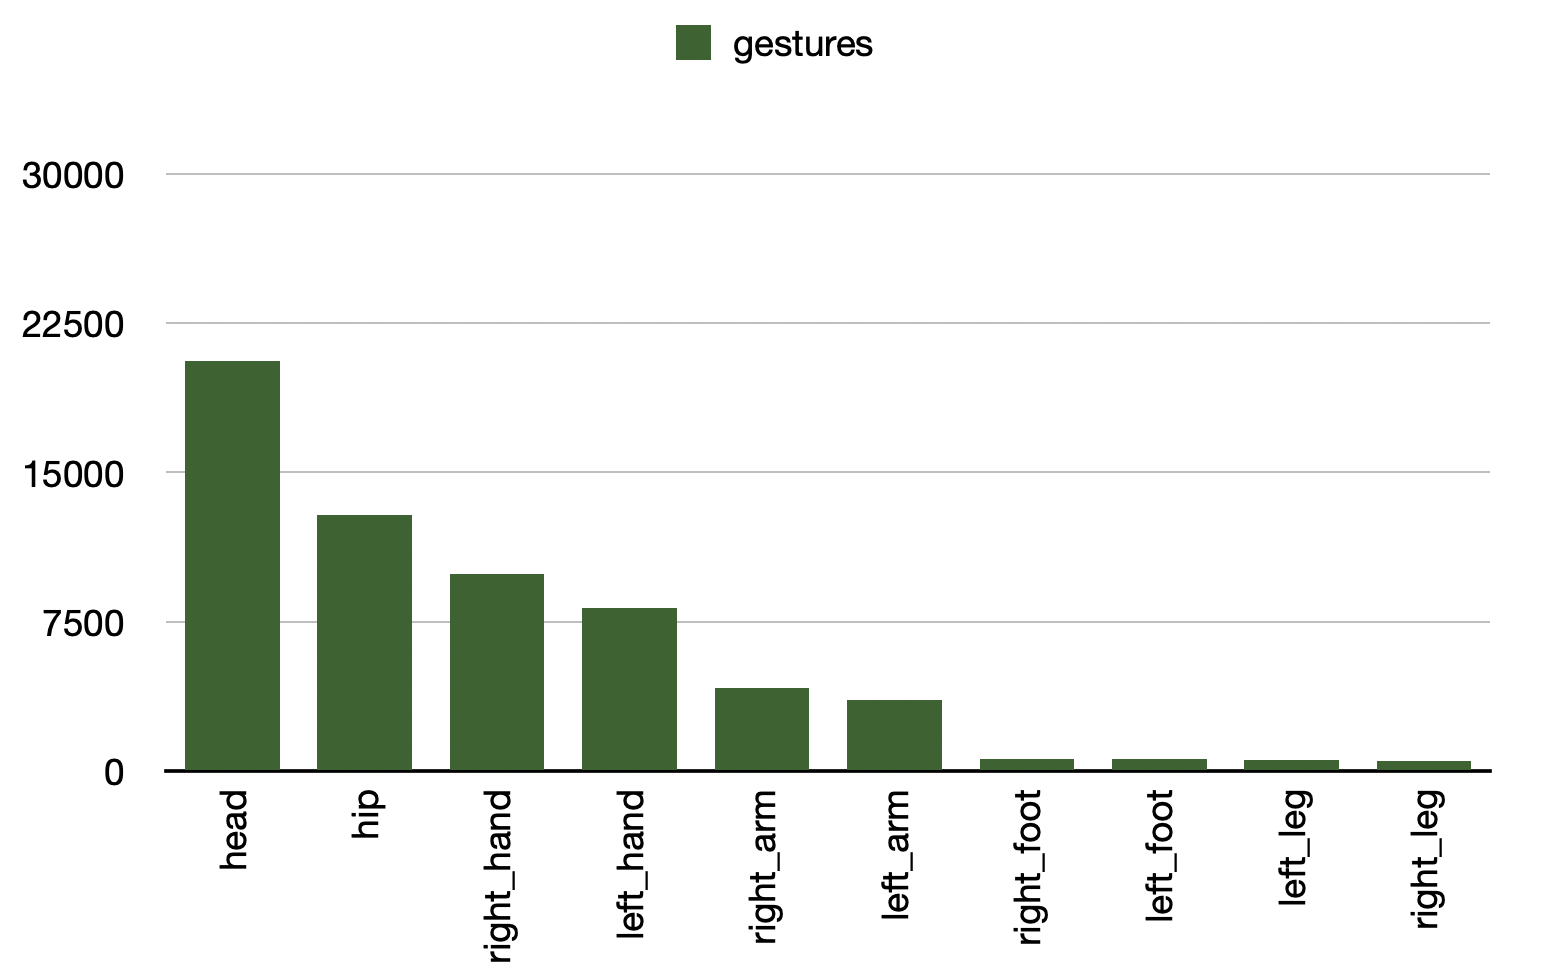 gestures
30000
22500
15000
7500
0
head
hip
right_hand
left_hand
right_arm
left_arm
right_foot
left_foot
left_leg
right_leg